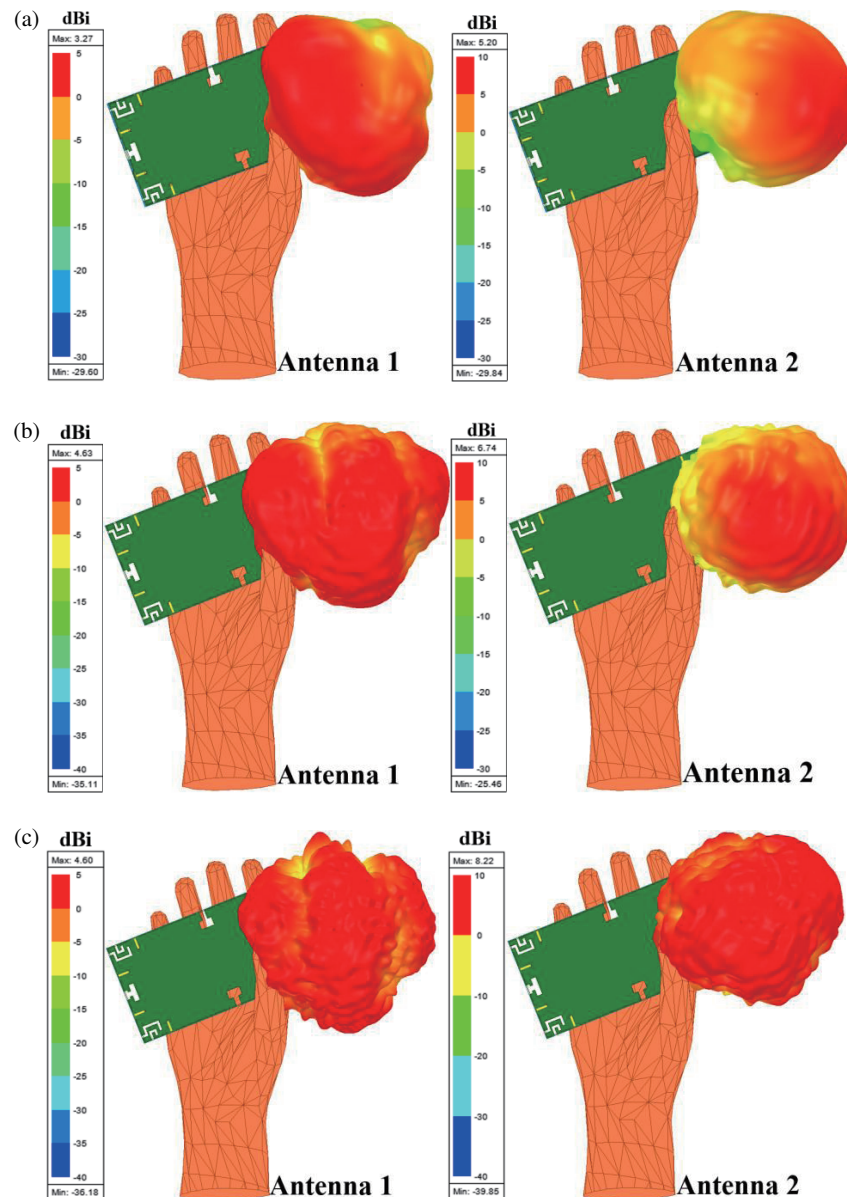 (a)
dBi
Max: 3.27
5
0
-5
-10
-15
-20
-25
-30
Min: -29.60
Antenna 1
dBi
Max: 5.20
10
5
0
-5
-10
-15
-20
-25
-30
Min: -29.84
Antenna 2
(b)
dBi
Max: 4.63
5
0
-5
-10
-15
-20
-25
-30
-35
-40
Min: -35.11
Antenna 1
dBi
Max: 6.74
10
5
0
-5
-10
-15
-20
-25
-30
Min: -25.46
Antenna 2
(c)
dBi
Max: 4.60
5
0
-5
-10
-15
-20
-25
-30
-35
-40
Min: -36.18
Antenna 1
dBi
Max: 8.22
10
0
-10
-20
-30
-40
Min: -39.85
Antenna 2